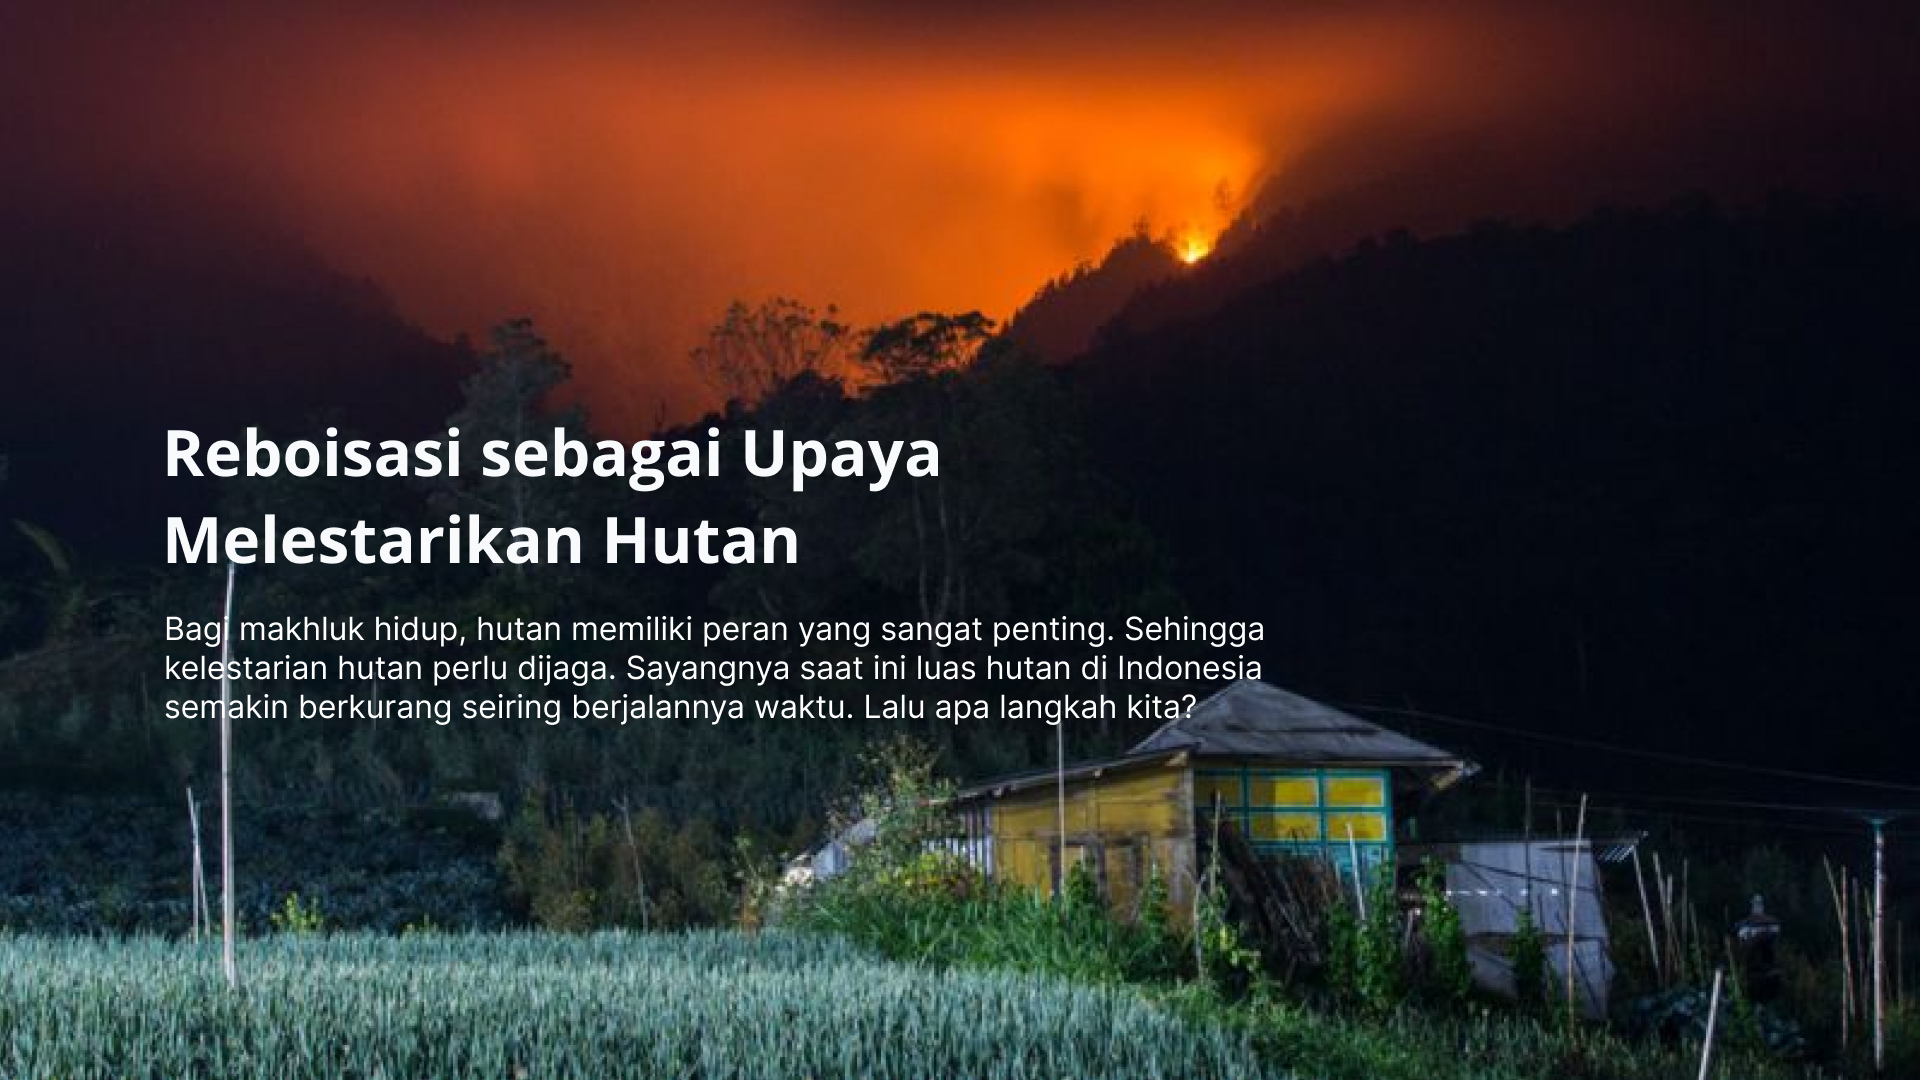 Reboisasi sebagai Upaya
Melestarikan Hutan
Bagi makhluk hidup, hutan memiliki peran yang sangat penting. Sehingga
kelestarian hutan perlu dijaga. Sayangnya saat ini luas hutan di Indonesia
semakin berkurang seiring berjalannya waktu. Lalu apa langkah kita?